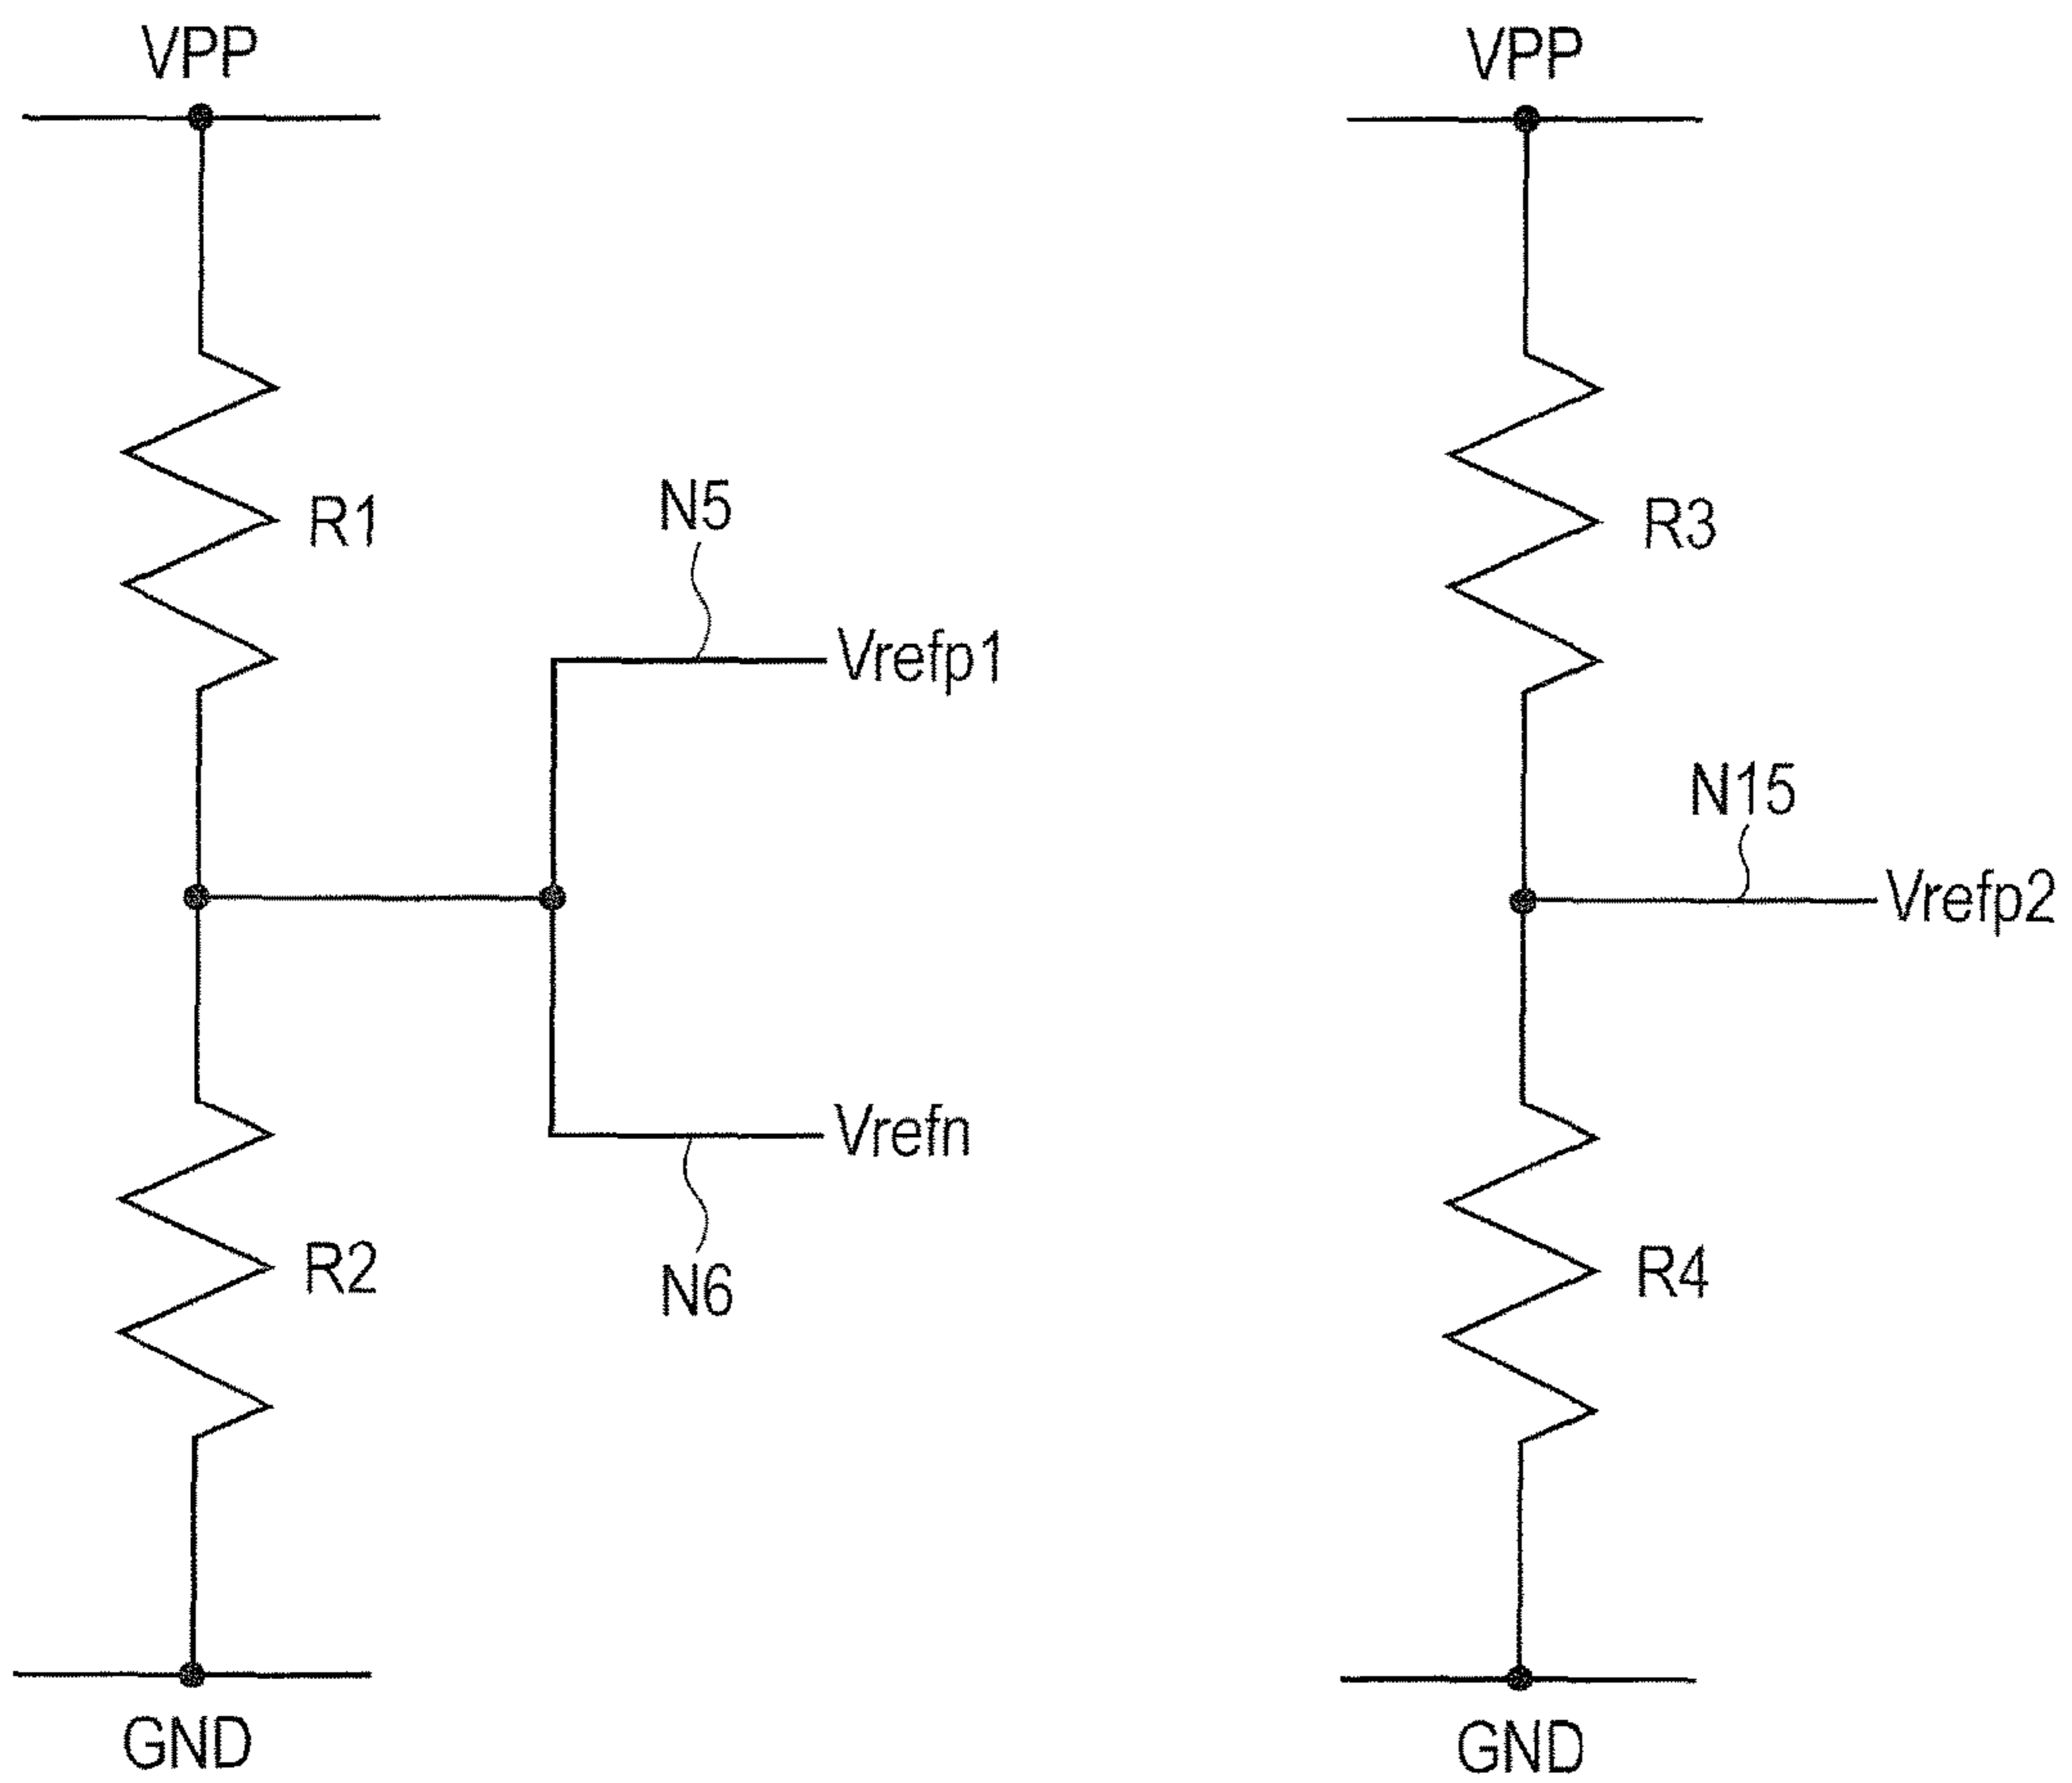 VPP
VPP
R1
N5
R3
Vrefp1
N15
Vrefp2
Vrefn
R2
N6
R4
GND
GND